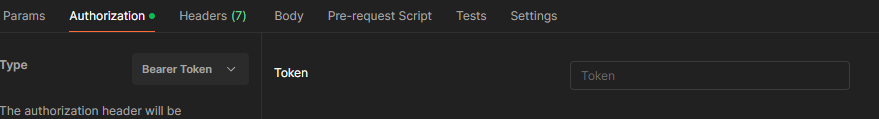 Params Authorization Headers (7) Body Pre-request Script Tests Settings
Type Bearer Token Token Token
The authorization header will be